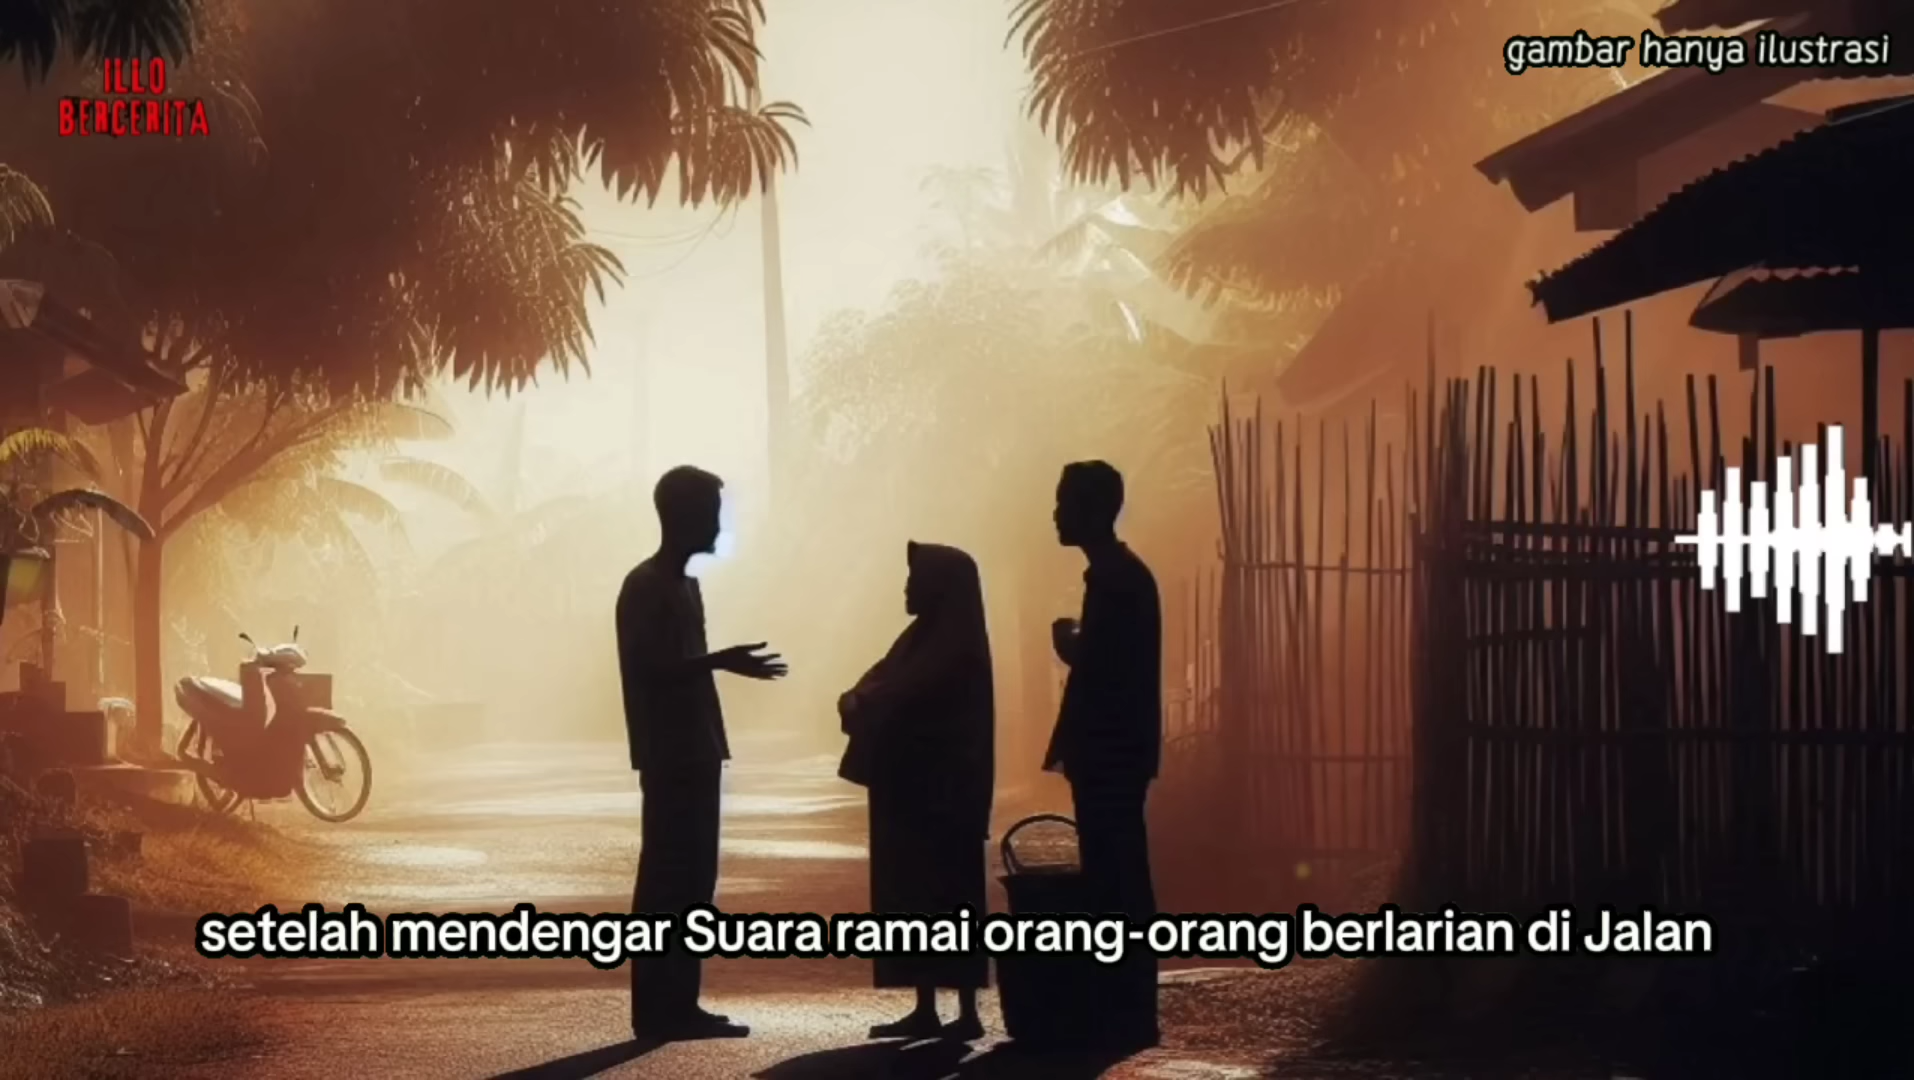 ILLO
BERCERITA
gambar hanya ilustrasi
setelah mendengar Suara ramai orang-orang berlarian di Jalan